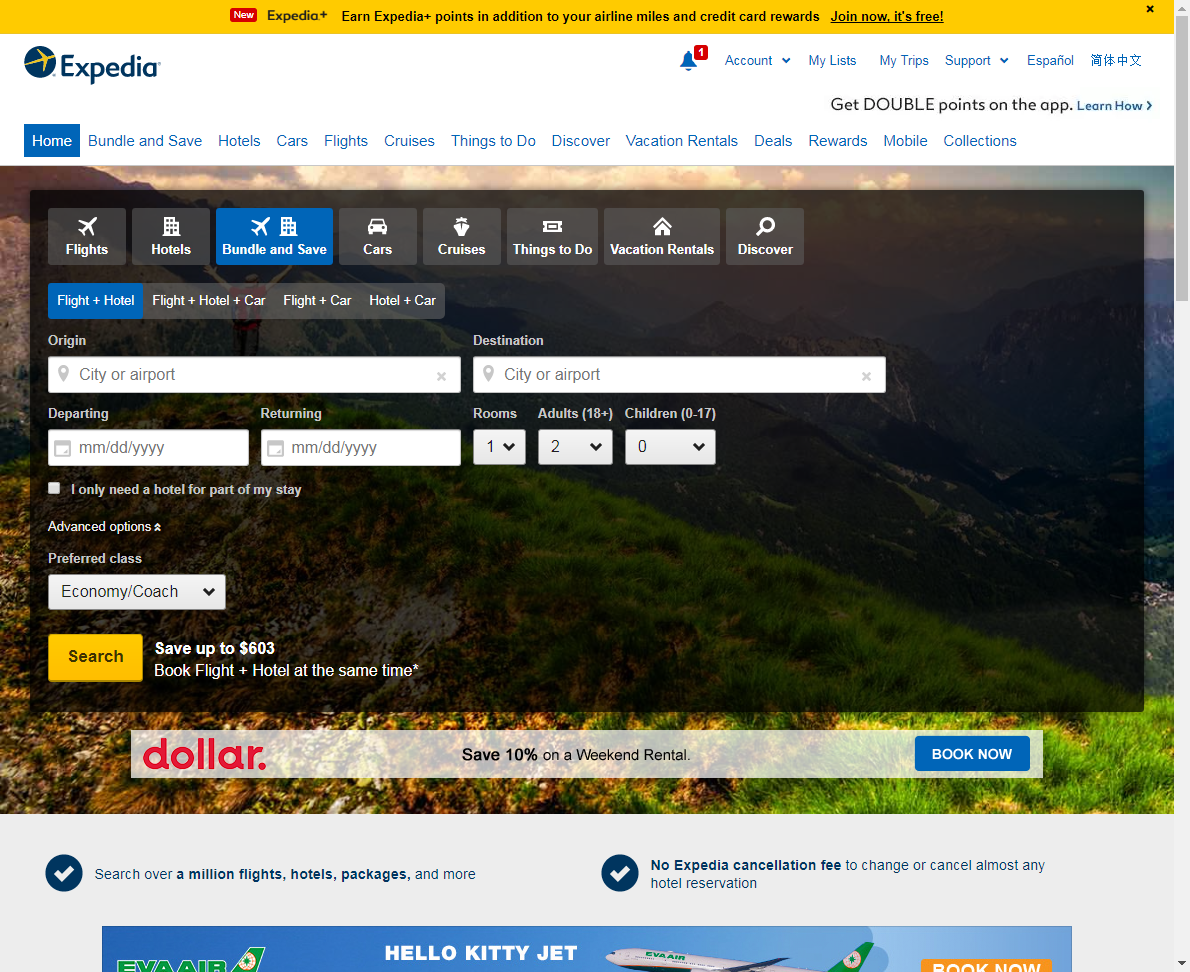 New Expedia+ Earn Expedia+ points in addition to your airline miles and credit card rewards Join now, it's free!
Expedia
1 Account My Lists My Trips Support Español 简体中文
Get DOUBLE points on the app. Learn How
Home Bundle and Save Hotels Cars Flights Cruises Things to Do Discover Vacation Rentals Deals Rewards Mobile Collections
Flights Hotels Bundle and Save Cars Cruises Things to Do Vacation Rentals Discover
Flight + Hotel Flight + Hotel + Car Flight + Car Hotel + Car
Origin Destination
City or airport City or airport
Departing Returning Rooms Adults (18+) Children (0-17)
mm/dd/yyyy mm/dd/yyyy 1 2 0
I only need a hotel for part of my stay
Advanced options
Preferred class
Economy/Coach
Search
Save up to $603
Book Flight + Hotel at the same time*
dollar. Save 10% on a Weekend Rental. BOOK NOW
Search over a million flights, hotels, packages, and more
No Expedia cancellation fee to change or cancel almost any
hotel reservation
HELLO KITTY JET
EVA AIR EVA AIR BOOK NOW